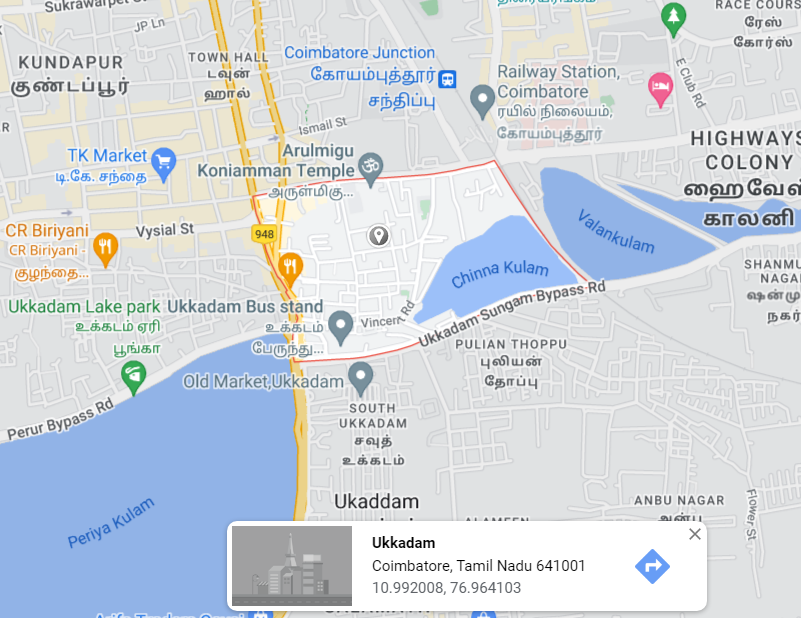 Sukrawarpet St
JP Ln
KUNDAPUR
குண்டப்பூர்
TOWN HALL
டவுன்
ஹால்
Coimbatore Junction
கோயம்புத்தூர்
சந்திப்பு
RACE COURS
ரேஸ்
கோர்ஸ்
E Club Rd
Railway Station,
Coimbatore
ரயில் நிலையம்,
கோயம்புத்தூர்
Ismail St
Arulmigu
Koniamman Temple
அருள்மிகு...
TK Market
டி.கே. சந்தை
HIGHWAYS
COLONY
ஹைவேஸ்
காலனி
CR Biriyani
CR Biriyani -
குழந்தை...
Vysial St
948
Valankulam
Chinna Kulam
SHANMU
NAGA
ஷன்மு
நகர்
Ukkadam Lake park
உக்கடம் ஏரி
பூங்கா
Ukkadam Bus stand
உக்கடம்
பேருந்து...
Vincent Rd
Ukkadam Sungam Bypass Rd
PULIAN THOPPU
புலியன்
தோப்பு
Old Market,Ukkadam
Perur Bypass Rd
SOUTH
UKKADAM
சவுத்
உக்கடம்
Periya Kulam
Ukaddam
ANBU NAGAR
Flower St
Ukkadam
Coimbatore, Tamil Nadu 641001
10.992008, 76.964103